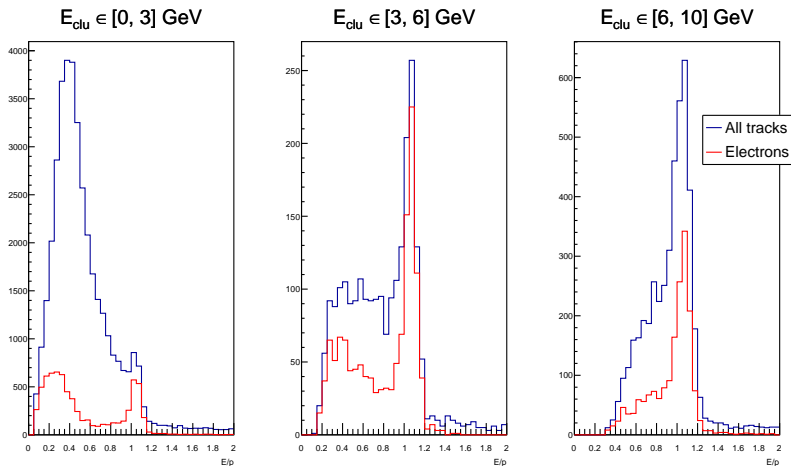 E_clu ∈ [0, 3] GeV
E_clu ∈ [3, 6] GeV
E_clu ∈ [6, 10] GeV
4000
3500
3000
2500
2000
1500
1000
500
0
0 0.2 0.4 0.6 0.8 1 1.2 1.4 1.6 1.8 2
E/p
250
200
150
100
50
0
0 0.2 0.4 0.6 0.8 1 1.2 1.4 1.6 1.8 2
E/p
600
500
400
300
200
100
0
0 0.2 0.4 0.6 0.8 1 1.2 1.4 1.6 1.8 2
E/p
All tracks
Electrons